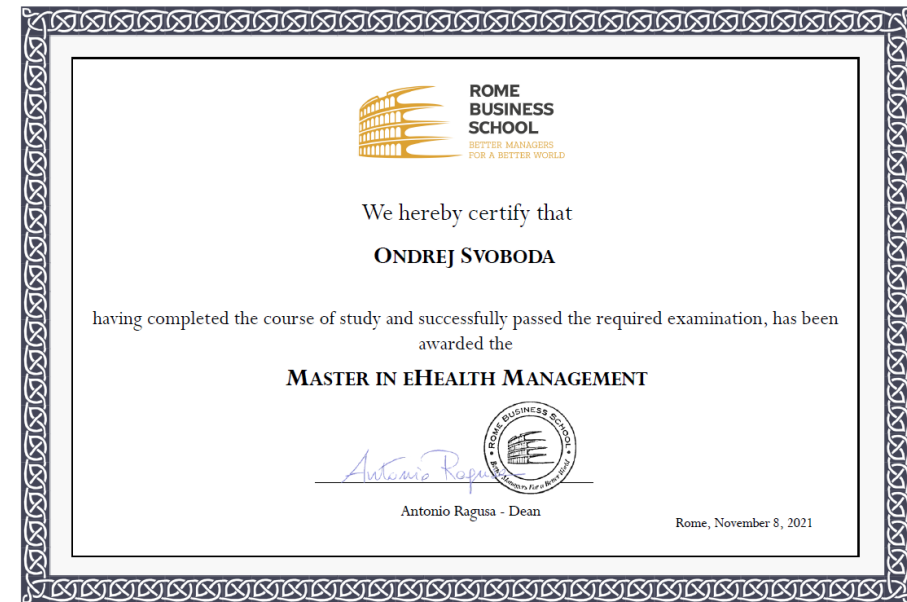 ROME
BUSINESS
SCHOOL
BETTER MANAGERS
FOR A BETTER WORLD
We hereby certify that
ONDREJ SVOBODA
having completed the course of study and successfully passed the required examination, has been
awarded the
MASTER IN EHEALTH MANAGEMENT
ROME BUSINESS SCHOOL
Better Managers For a Better World
Antonio Ragusa
Antonio Ragusa - Dean
Rome, November 8, 2021